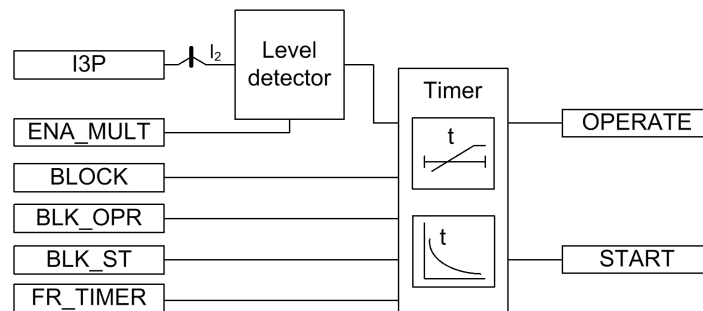 I3P
I₂
Level
detector
ENA_MULT
BLOCK
BLK_OPR
BLK_ST
FR_TIMER
Timer
t
t
OPERATE
START